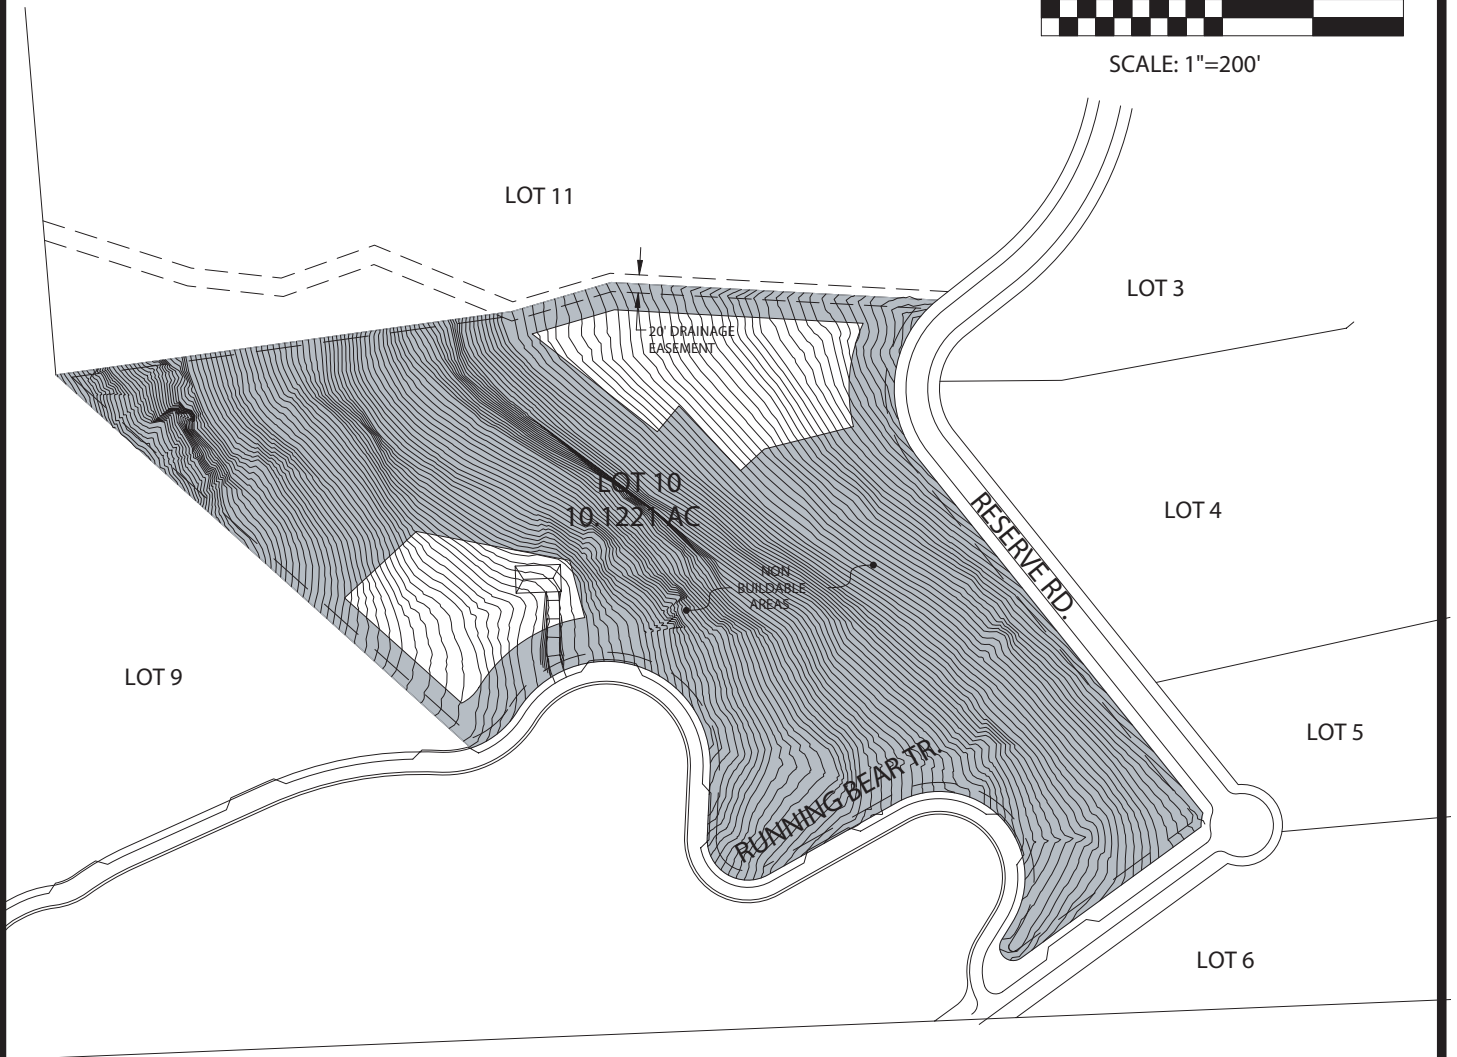 SCALE: 1"=200'
LOT 11
LOT 3
20' DRAINAGE
EASEMENT
LOT 10
10.1221 AC
LOT 4
RESERVE RD.
NON
BUILDABLE
AREAS
LOT 9
LOT 5
RUNNING BEAR TR.
LOT 6